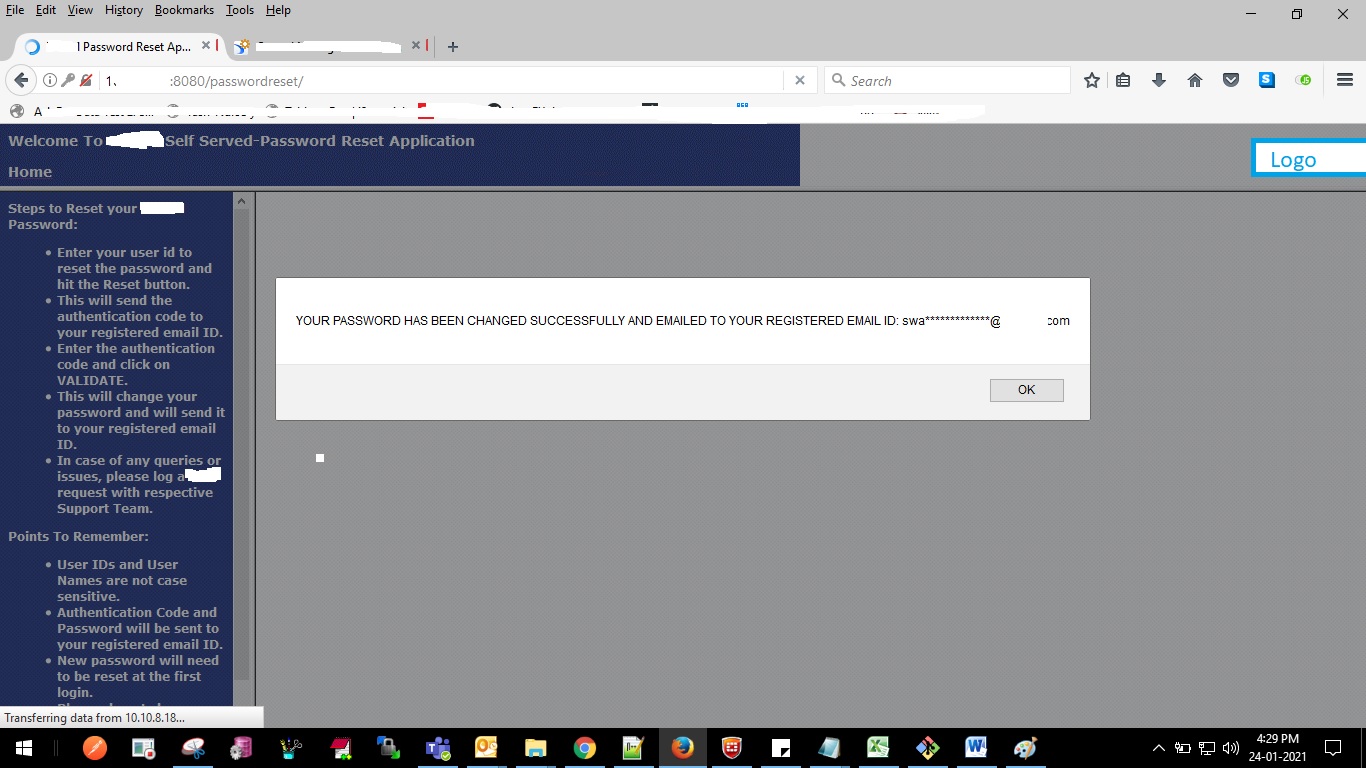 File Edit View History Bookmarks Tools Help
Password Reset Ap...
:8080/passwordreset/
Search
Welcome To Self Served-Password Reset Application
Home
Logo
Steps to Reset your
Password:
• Enter your user id to
reset the password and
hit the Reset button.
• This will send the
authentication code to
your registered email ID.
• Enter the authentication
code and click on
VALIDATE.
• This will change your
password and will send it
to your registered email
ID.
• In case of any queries or
issues, please log a
request with respective
Support Team.
Points To Remember:
• User IDs and User
Names are not case
sensitive.
• Authentication Code and
Password will be sent to
your registered email ID.
• New password will need
to be reset at the first
login.
YOUR PASSWORD HAS BEEN CHANGED SUCCESSFULLY AND EMAILED TO YOUR REGISTERED EMAIL ID: swa*************@ com
OK
Transferring data from 10.10.8.18...
4:29 PM
24-01-2021